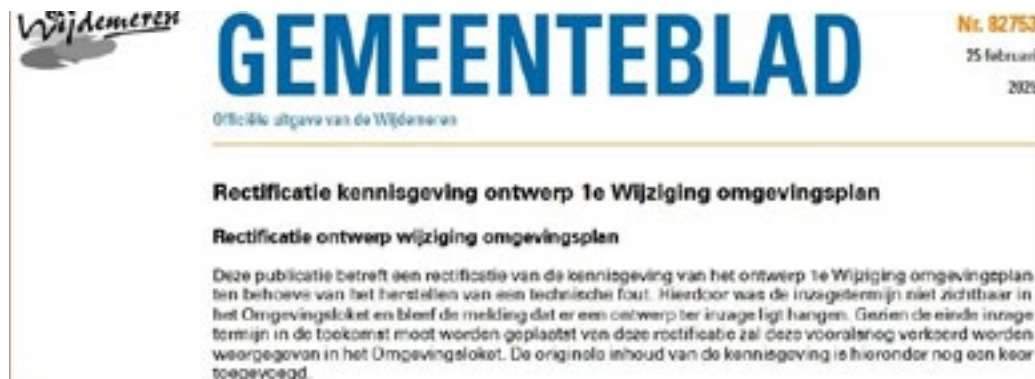 Wijdemeren
GEMEENTEBLAD
Nr. 82753
25 februari
2025
Officiële uitgave van de Wijdemeren
Rectificatie kennisgeving ontwerp 1e Wijziging omgevingsplan
Rectificatie ontwerp wijziging omgevingsplan
Deze publicatie betreft een rectificatie van de kennisgeving van het ontwerp 1e Wijziging omgevingsplan
ten behoeve van het herstellen van een technische fout. Hierdoor was de inzagetermijn niet zichtbaar in
het Omgevingsloket en bleef de melding dat er een ontwerp ter inzage ligt hangen. Gezien de einde inzage
termijn in de toekomst moet worden geplaatst van deze rectificatie zal deze vooralsnog verkeerd worden
weergegeven in het Omgevingsloket. De originele inhoud van de kennisgeving is hieronder nog een keer
toegevoegd.